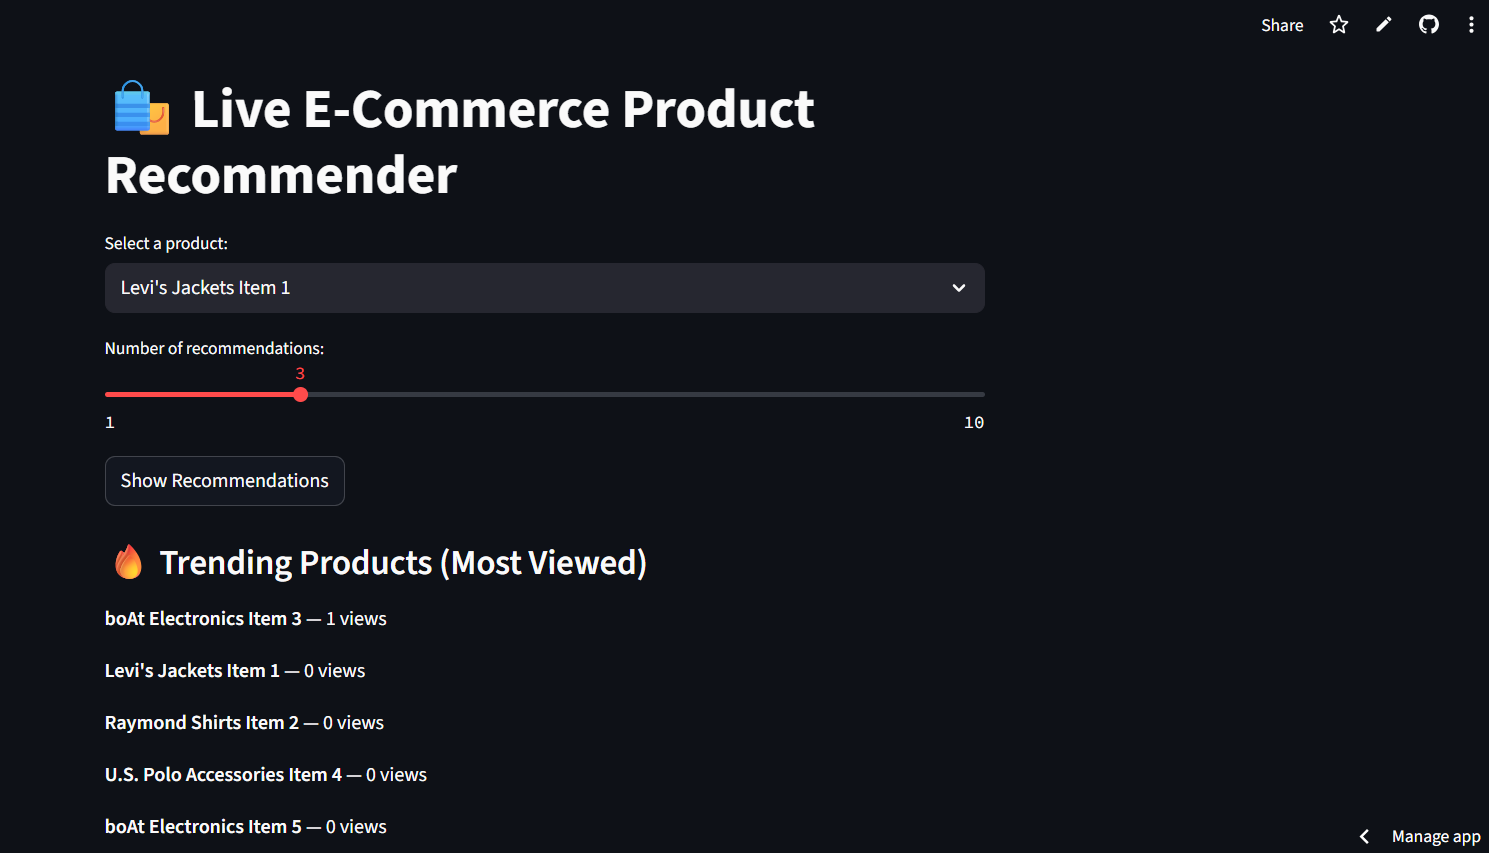 Share
Live E-Commerce Product
Recommender
Select a product:
Levi's Jackets Item 1
Number of recommendations:
3
1 10
Show Recommendations
Trending Products (Most Viewed)
boAt Electronics Item 3 — 1 views
Levi's Jackets Item 1 — 0 views
Raymond Shirts Item 2 — 0 views
U.S. Polo Accessories Item 4 — 0 views
boAt Electronics Item 5 — 0 views
Manage app